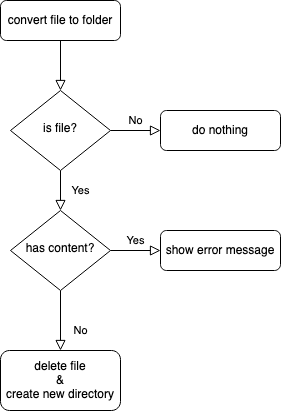 convert file to folder
is file?
No
do nothing
Yes
has content?
Yes
show error message
No
delete file
&
create new directory